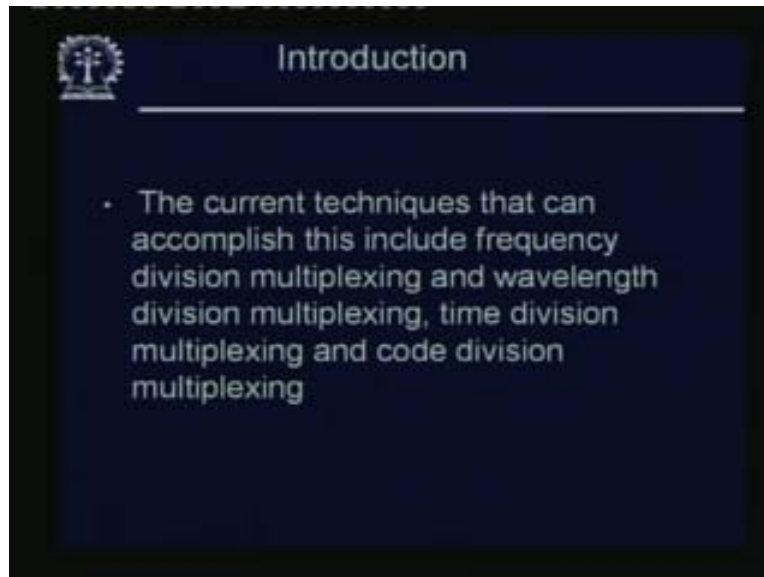 Introduction
• The current techniques that can
accomplish this include frequency
division multiplexing and wavelength
division multiplexing, time division
multiplexing and code division
multiplexing